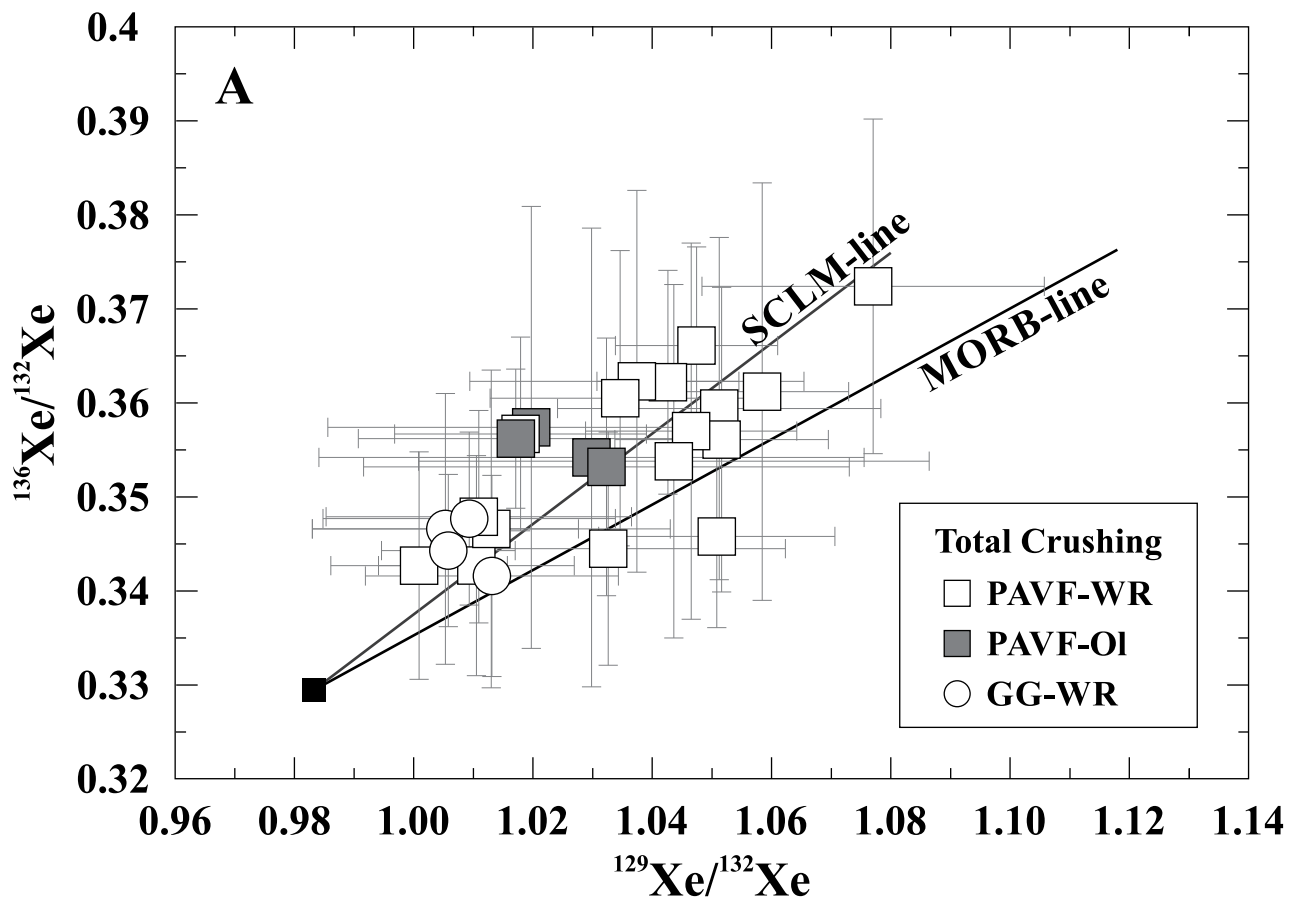 A
0.4
0.39
0.38
0.37
0.36
0.35
0.34
0.33
0.32
136Xe/132Xe
SCLM-line
MORB-line
Total Crushing
PAVF-WR
PAVF-Ol
GG-WR
0.96 0.98 1.00 1.02 1.04 1.06 1.08 1.10 1.12 1.14
129Xe/132Xe